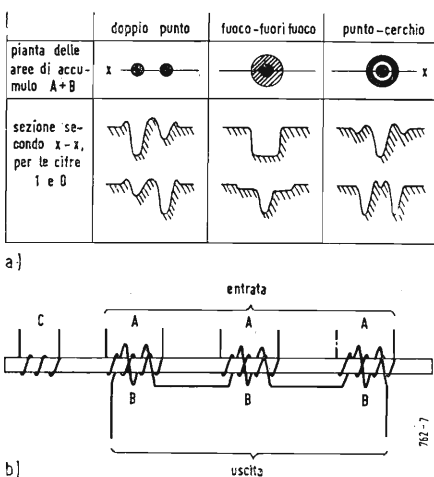 doppio punto
fuoco-fuori fuoco
punto-cerchio
pianta delle
aree di accu-
mulo A+B
x
x
sezione se-
condo x-x,
per le cifre
1 e 0
a)
entrata
C
A
A
A
B
B
B
762-7
b)
uscita